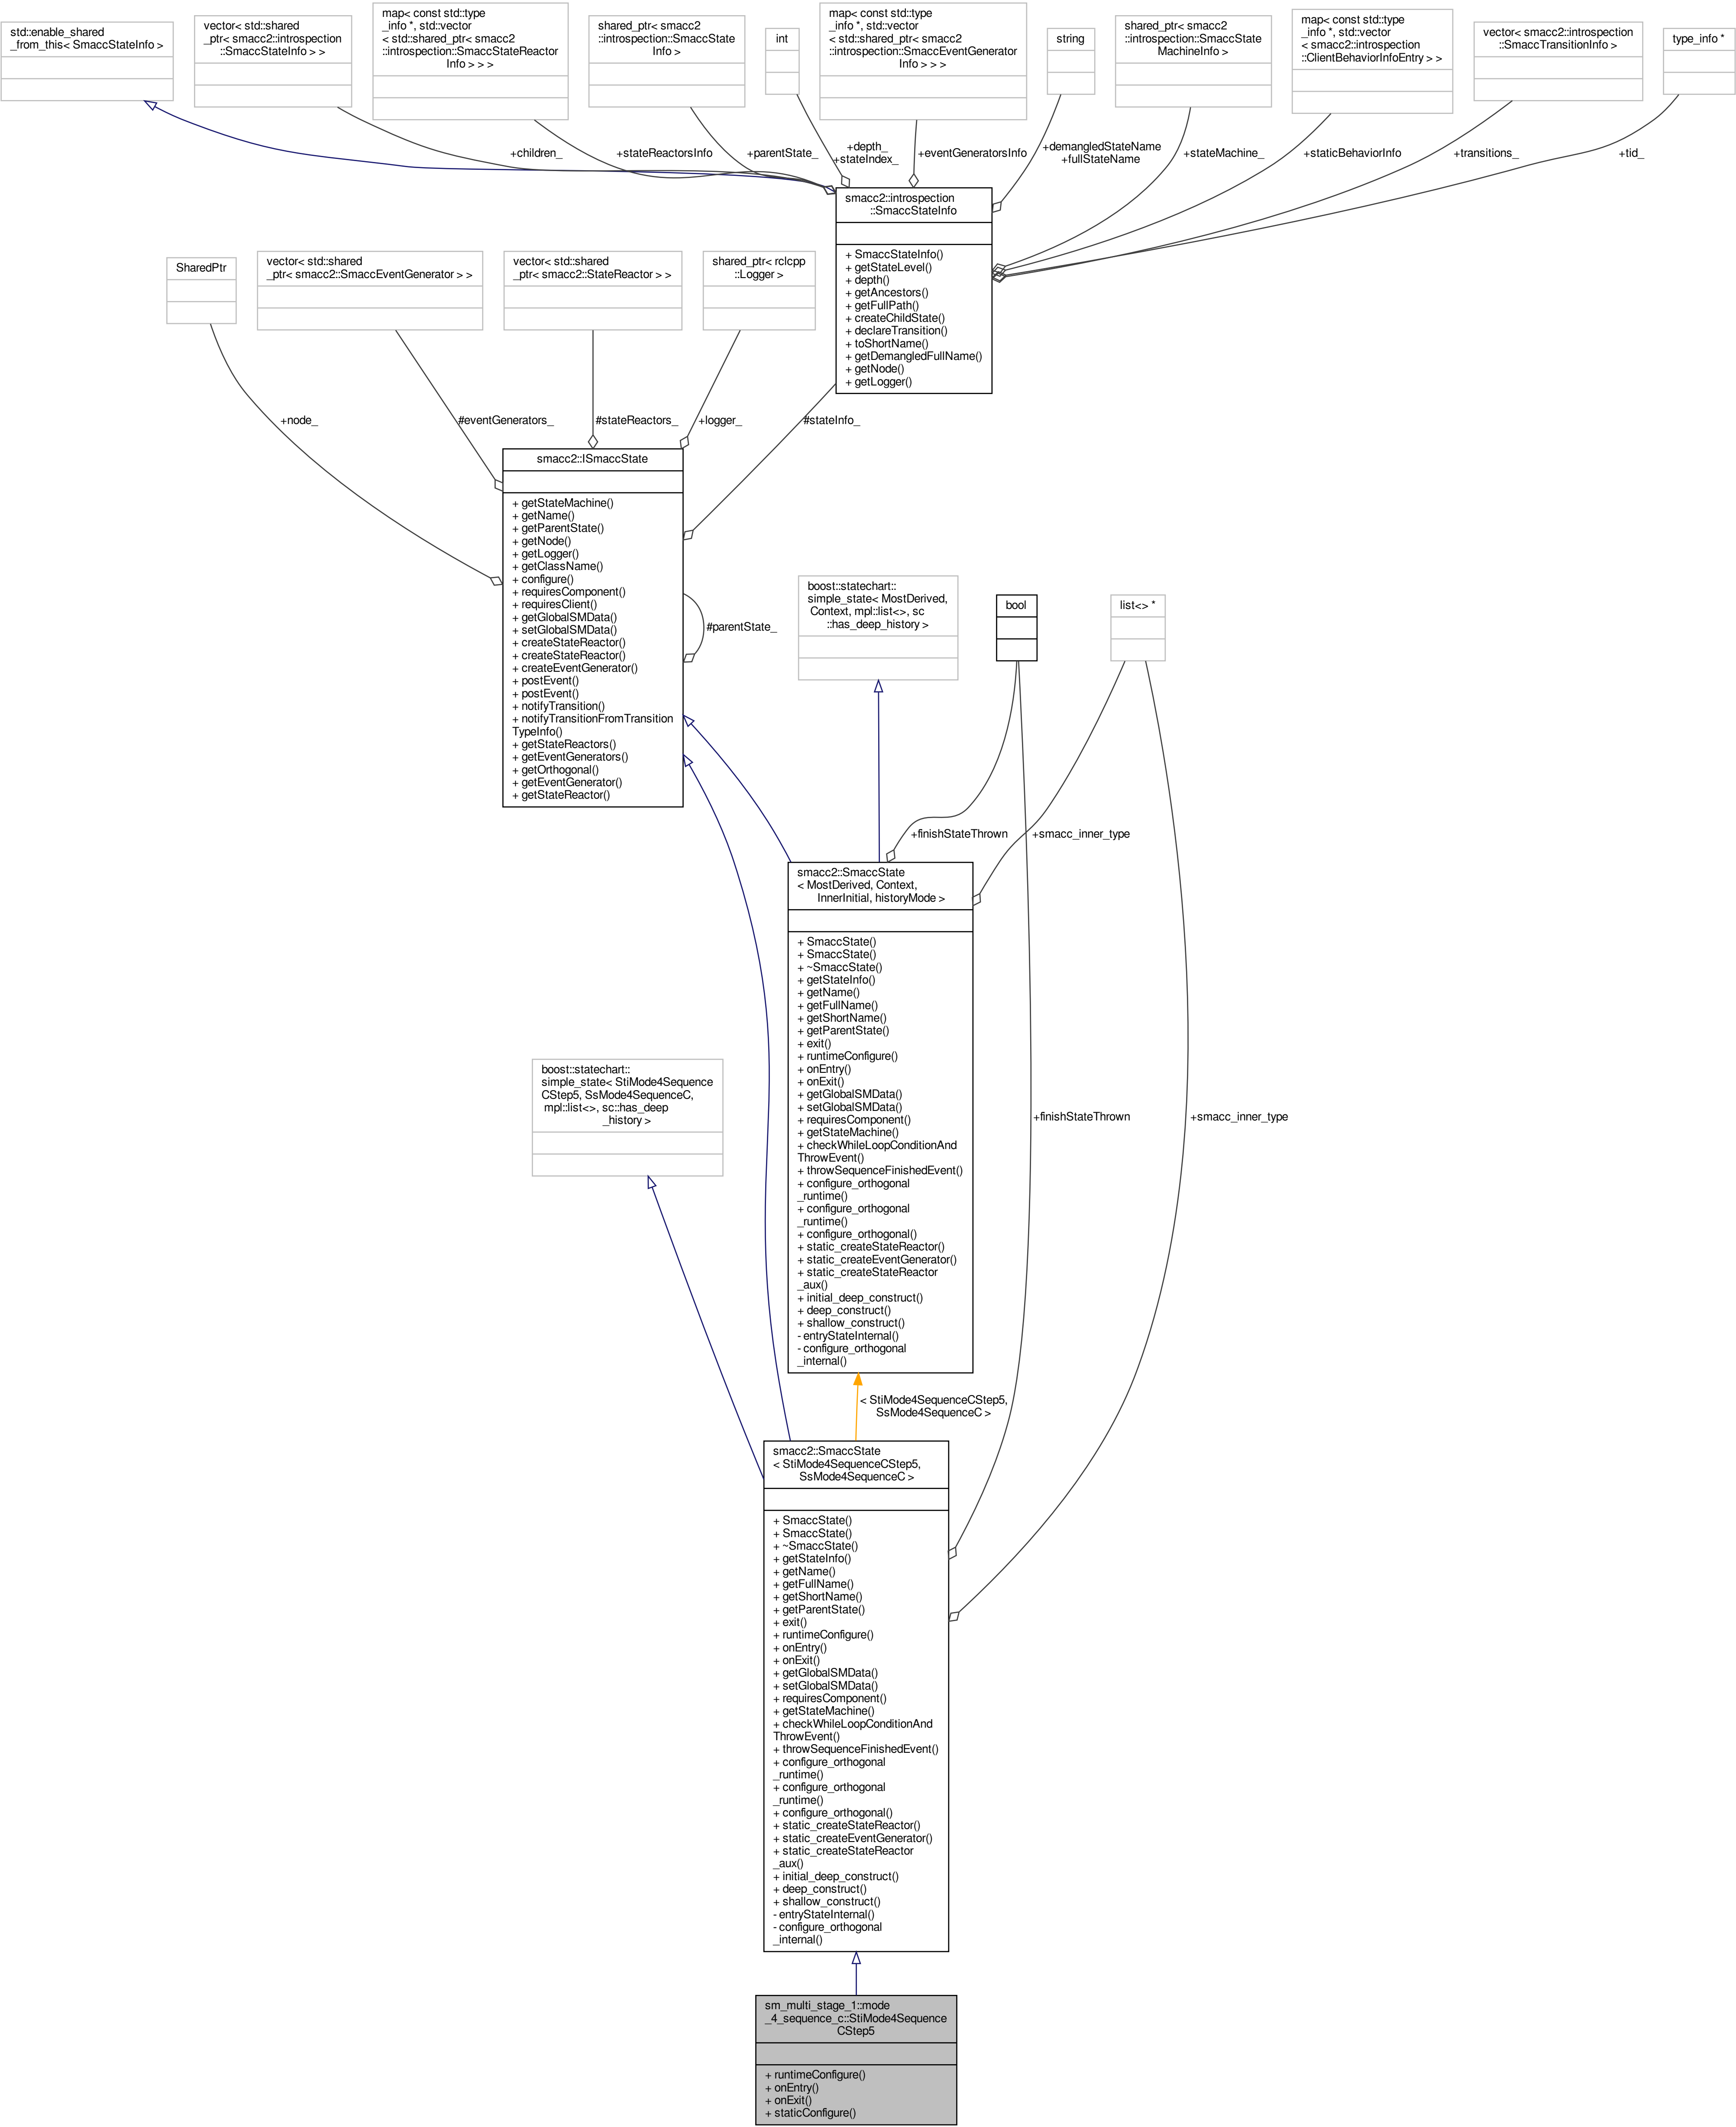 std::enable_shared
_from_this< SmaccStateInfo >
vector< std::shared
_ptr< smacc2::introspection
::SmaccStateInfo > >
map< const std::type
_info *, std::vector
< std::shared_ptr< smacc2
::introspection::SmaccStateReactor
Info > > >
shared_ptr< smacc2
::introspection::SmaccState
Info >
int
map< const std::type
_info *, std::vector
< std::shared_ptr< smacc2
::introspection::SmaccEventGenerator
Info > > >
string
shared_ptr< smacc2
::introspection::SmaccState
MachineInfo >
map< const std::type
_info *, std::vector
< smacc2::introspection
::ClientBehaviorInfoEntry > >
vector< smacc2::introspection
::SmaccTransitionInfo >
type_info *
+children_
+stateReactorsInfo
+parentState_
+depth_
+stateIndex_
+eventGeneratorsInfo
+demangledStateName
+fullStateName
+stateMachine_
+staticBehaviorInfo
+transitions_
+tid_
smacc2::introspection
::SmaccStateInfo
+ SmaccStateInfo()
+ getStateLevel()
+ depth()
+ getAncestors()
+ getFullPath()
+ createChildState()
+ declareTransition()
+ toShortName()
+ getDemangledFullName()
+ getNode()
+ getLogger()
SharedPtr
vector< std::shared
_ptr< smacc2::SmaccEventGenerator > >
vector< std::shared
_ptr< smacc2::StateReactor > >
shared_ptr< rclcpp
::Logger >
+node_
#eventGenerators_
#stateReactors_
+logger_
#stateInfo_
smacc2::ISmaccState
+ getStateMachine()
+ getName()
+ getParentState()
+ getNode()
+ getLogger()
+ getClassName()
+ configure()
+ requiresComponent()
+ requiresClient()
+ getGlobalSMData()
+ setGlobalSMData()
+ createStateReactor()
+ createStateReactor()
+ createEventGenerator()
+ postEvent()
+ postEvent()
+ notifyTransition()
+ notifyTransitionFromTransition
TypeInfo()
+ getStateReactors()
+ getEventGenerators()
+ getOrthogonal()
+ getEventGenerator()
+ getStateReactor()
#parentState_
boost::statechart::
simple_state< MostDerived,
Context, mpl::list<>, sc
::has_deep_history >
bool
list<> *
+finishStateThrown
+smacc_inner_type
smacc2::SmaccState
< MostDerived, Context,
InnerInitial, historyMode >
+ SmaccState()
+ SmaccState()
+ ~SmaccState()
+ getStateInfo()
+ getName()
+ getFullName()
+ getShortName()
+ getParentState()
+ exit()
+ runtimeConfigure()
+ onEntry()
+ onExit()
+ getGlobalSMData()
+ setGlobalSMData()
+ requiresComponent()
+ getStateMachine()
+ checkWhileLoopConditionAnd
ThrowEvent()
+ throwSequenceFinishedEvent()
+ configure_orthogonal
_runtime()
+ configure_orthogonal
_runtime()
+ configure_orthogonal()
+ static_createStateReactor()
+ static_createEventGenerator()
+ static_createStateReactor
_aux()
+ initial_deep_construct()
+ deep_construct()
+ shallow_construct()
- entryStateInternal()
- configure_orthogonal
_internal()
boost::statechart::
simple_state< StiMode4Sequence
CStep5, SsMode4SequenceC,
mpl::list<>, sc::has_deep
_history >
+finishStateThrown
+smacc_inner_type
< StiMode4SequenceCStep5,
SsMode4SequenceC >
smacc2::SmaccState
< StiMode4SequenceCStep5,
SsMode4SequenceC >
+ SmaccState()
+ SmaccState()
+ ~SmaccState()
+ getStateInfo()
+ getName()
+ getFullName()
+ getShortName()
+ getParentState()
+ exit()
+ runtimeConfigure()
+ onEntry()
+ onExit()
+ getGlobalSMData()
+ setGlobalSMData()
+ requiresComponent()
+ getStateMachine()
+ checkWhileLoopConditionAnd
ThrowEvent()
+ throwSequenceFinishedEvent()
+ configure_orthogonal
_runtime()
+ configure_orthogonal
_runtime()
+ configure_orthogonal()
+ static_createStateReactor()
+ static_createEventGenerator()
+ static_createStateReactor
_aux()
+ initial_deep_construct()
+ deep_construct()
+ shallow_construct()
- entryStateInternal()
- configure_orthogonal
_internal()
sm_multi_stage_1::mode
_4_sequence_c::StiMode4Sequence
CStep5
+ runtimeConfigure()
+ onEntry()
+ onExit()
+ staticConfigure()